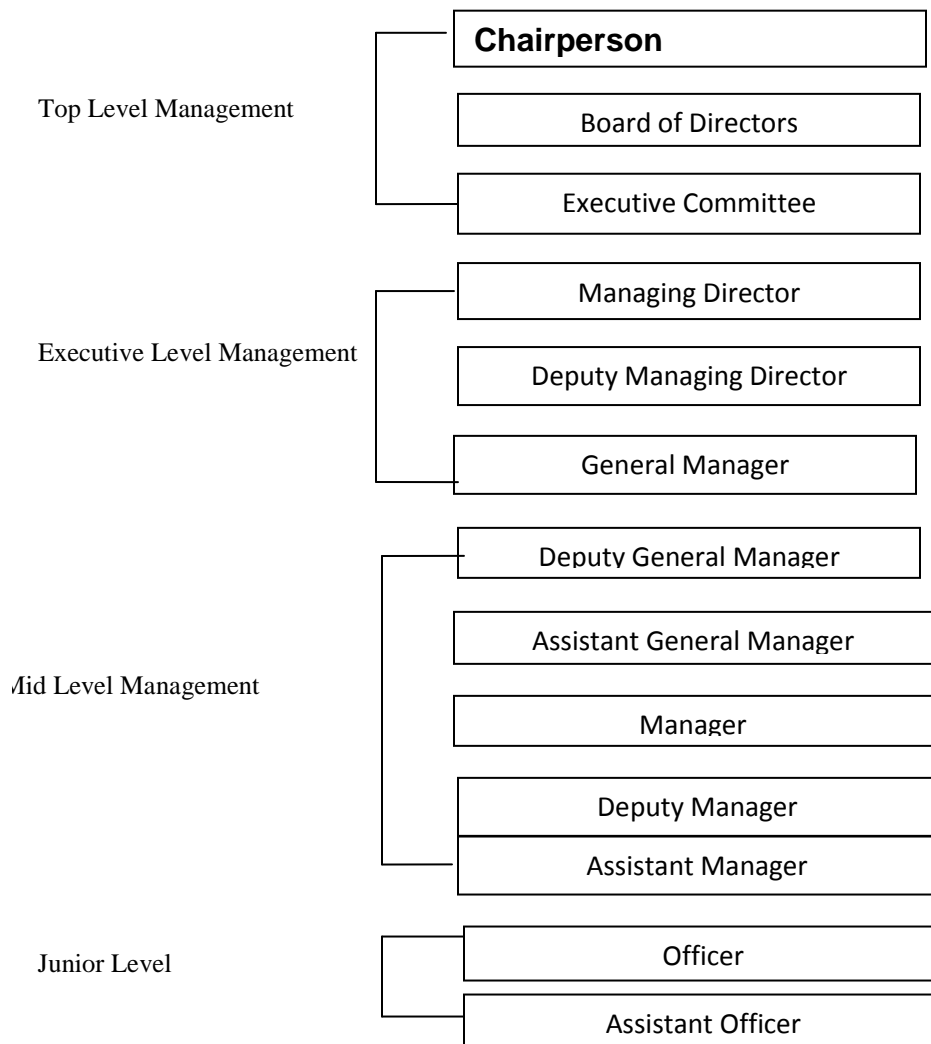 Chairperson
Top Level Management
Board of Directors
Executive Committee
Managing Director
Executive Level Management
Deputy Managing Director
General Manager
Deputy General Manager
Assistant General Manager
Mid Level Management
Manager
Deputy Manager
Assistant Manager
Officer
Junior Level
Assistant Officer